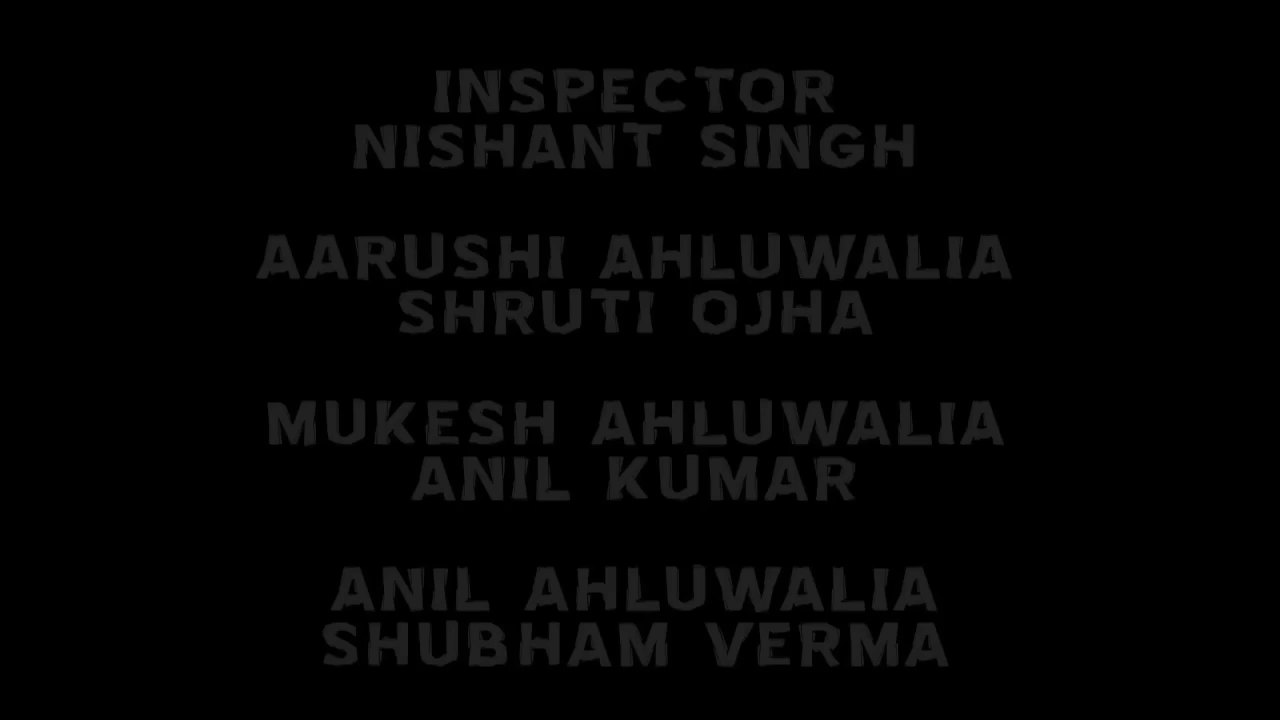 INSPECTOR
NISHANT SINGH
AARUSHI AHLUWALIA
SHRUTI OJHA
MUKESH AHLUWALIA
ANIL KUMAR
ANIL AHLUWALIA
SHUBHAM VERMA